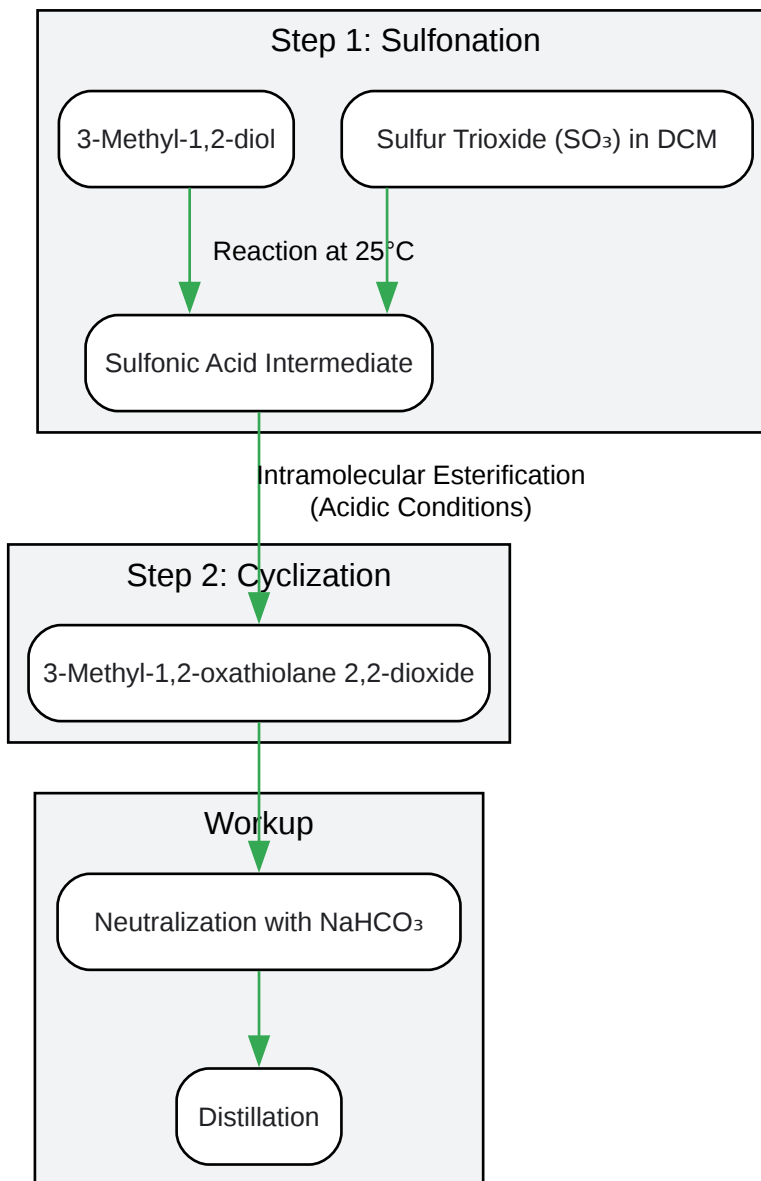 Step 1: Sulfonation
3-Methyl-1,2-diol
Sulfur Trioxide (SO₃) in DCM
Reaction at 25°C
Sulfonic Acid Intermediate
Intramolecular Esterification
(Acidic Conditions)
Step 2: Cyclization
3-Methyl-1,2-oxathiolane 2,2-dioxide
Workup
Neutralization with NaHCO₃
Distillation